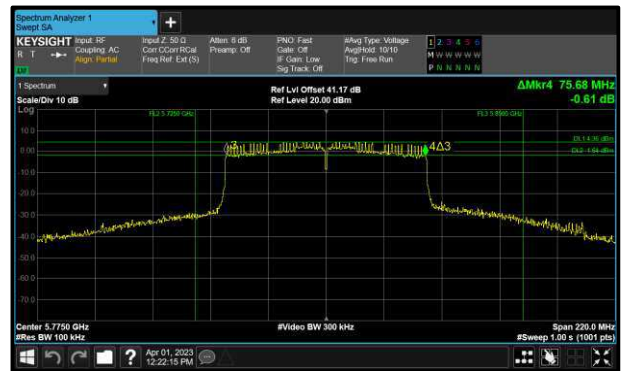 Spectrum Analyzer 1
Swept SA
+
KEYSIGHT
R T
Input: RF
Coupling: AC
Align: Partial
Input Z: 50 Ω
Corr CCorr RCal
Freq Ref: Ext (S)
Atten: 8 dB
Preamp: Off
PNO: Fast
Gate: Off
IF Gain: Low
Sig Track: Off
#Avg Type: Voltage
Avg|Hold: 10/10
Trig: Free Run
1 2 3 4 5 6
M W W W W W
P N N N N N
1 Spectrum
Scale/Div 10 dB
Log
Ref Lvl Offset 41.17 dB
Ref Level 20.00 dBm
ΔMkr4 75.68 MHz
-0.61 dB
10.0
0.00
-10.0
-20.0
-30.0
-40.0
-50.0
-60.0
-70.0
3
4Δ3
Center 5.7750 GHz
#Res BW 100 kHz
#Video BW 300 kHz
Span 220.0 MHz
#Sweep 1.00 s (1001 pts)
?
Apr 01, 2023
12:22:15 PM